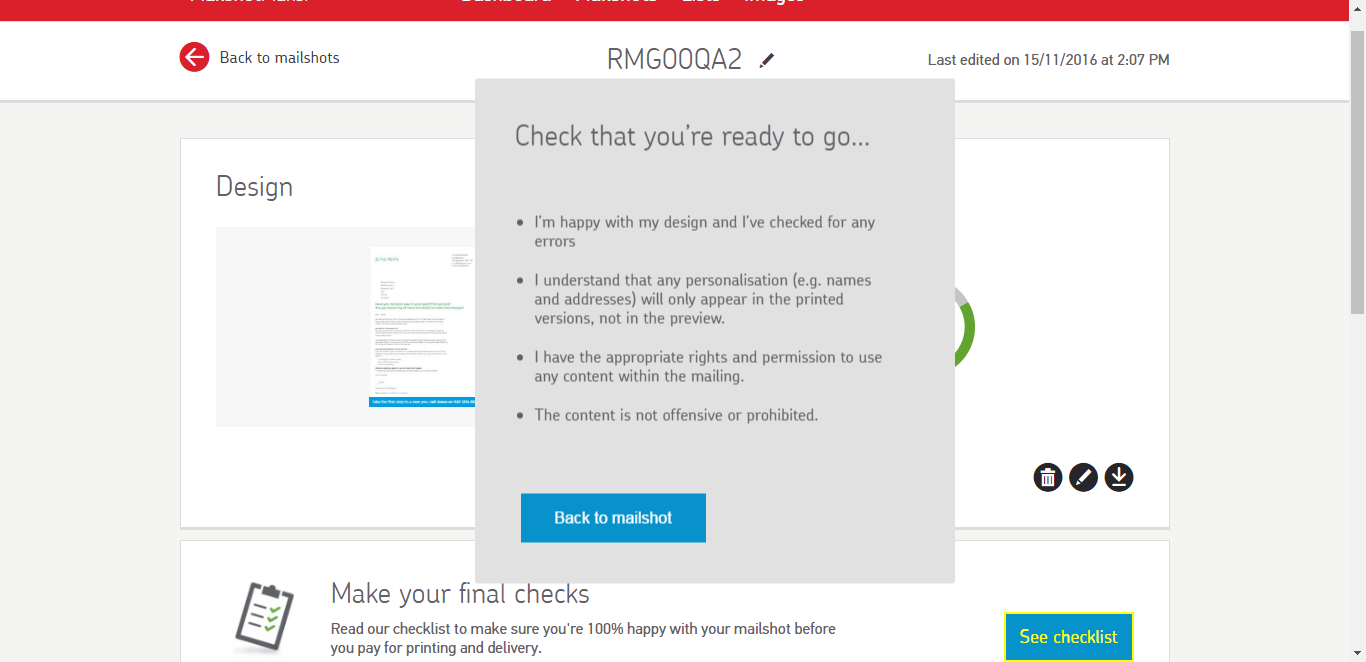 Dashboard Mailshots Lists Images
Back to mailshots
RMG00QA2
Last edited on 15/11/2016 at 2:07 PM
Check that you're ready to go...
Design
I'm happy with my design and I've checked for any
errors
I understand that any personalisation (e.g. names
and addresses) will only appear in the printed
versions, not in the preview.
I have the appropriate rights and permission to use
any content within the mailing.
The content is not offensive or prohibited.
Back to mailshot
Make your final checks
Read our checklist to make sure you're 100% happy with your mailshot before
you pay for printing and delivery.
See checklist